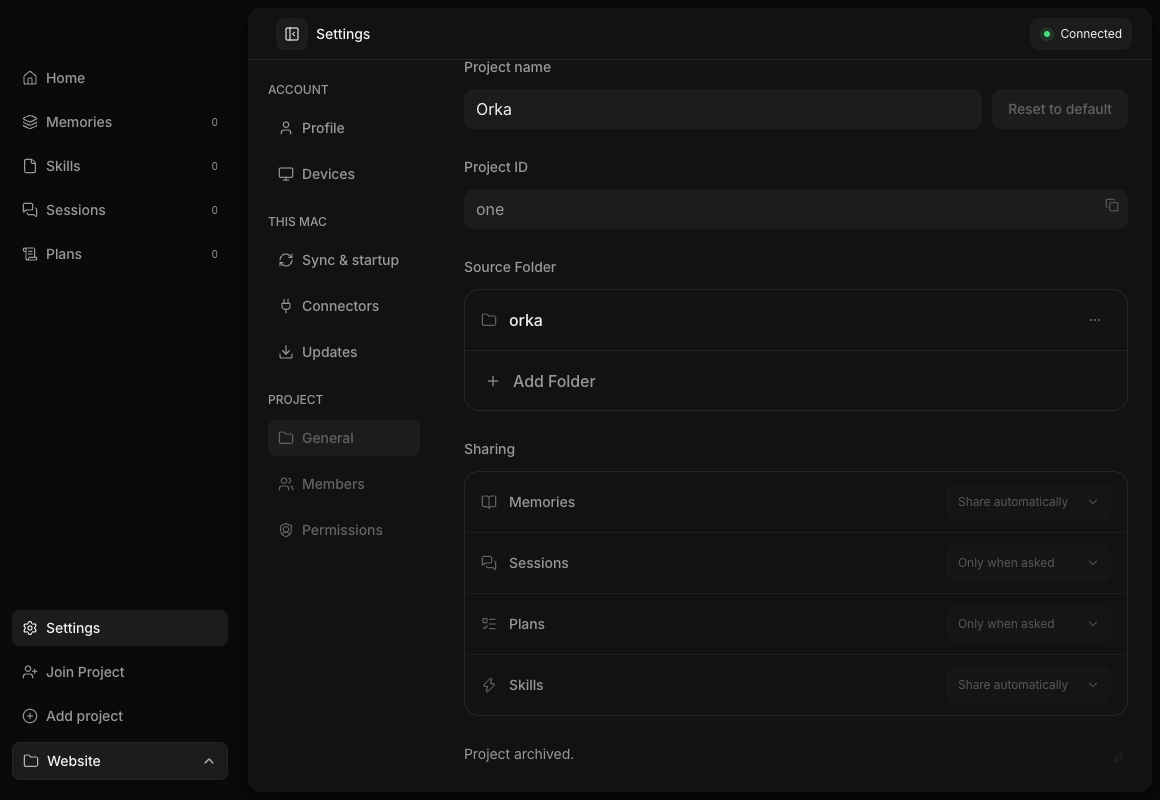 Settings
Connected
Home
Memories 0
Skills 0
Sessions 0
Plans 0
Settings
Join Project
Add project
Website
ACCOUNT
Profile
Devices
THIS MAC
Sync & startup
Connectors
Updates
PROJECT
General
Members
Permissions
Project name
Orka
Reset to default
Project ID
one
Source Folder
orka
Add Folder
Sharing
Memories Share automatically
Sessions Only when asked
Plans Only when asked
Skills Share automatically
Project archived.